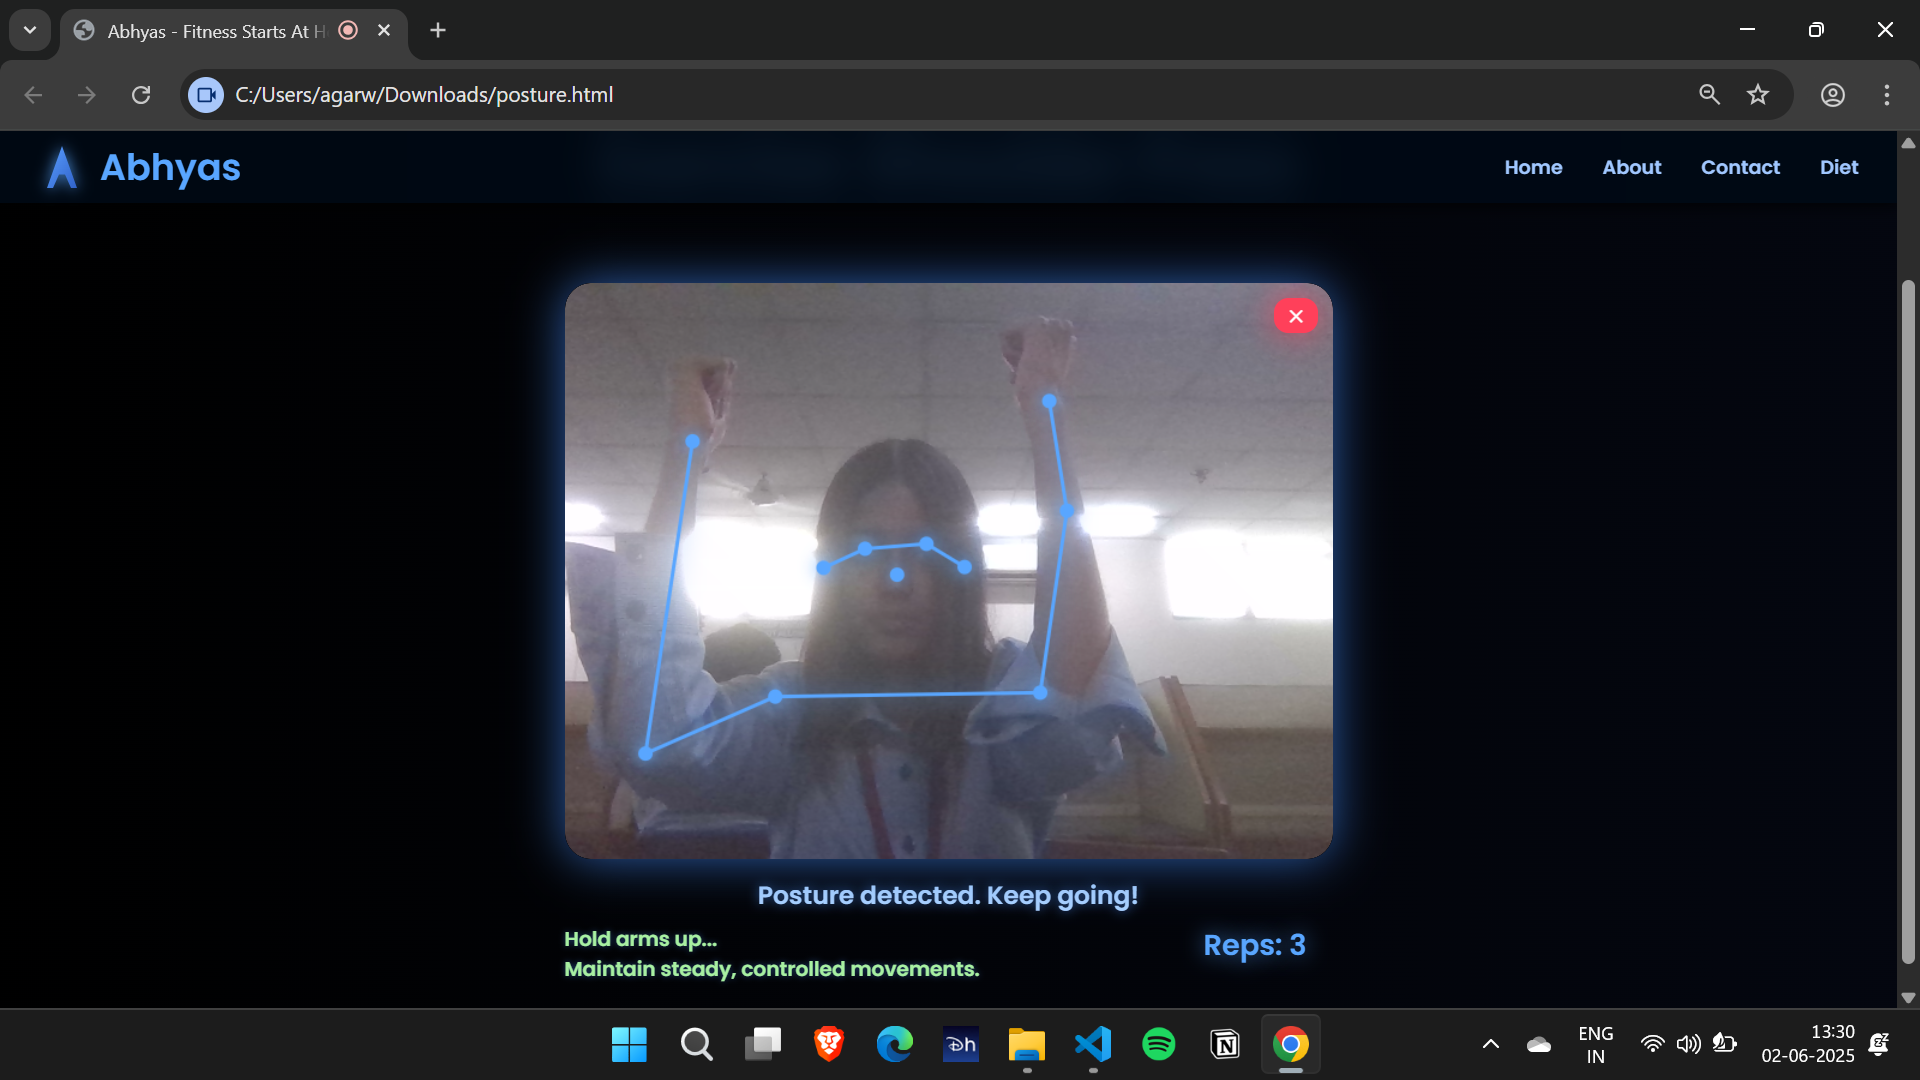 Abhyas - Fitness Starts At H
C:/Users/agarw/Downloads/posture.html
Abhyas
Home
About
Contact
Diet
Posture detected. Keep going!
Hold arms up...
Maintain steady, controlled movements.
Reps: 3
ENG
IN
13:30
02-06-2025